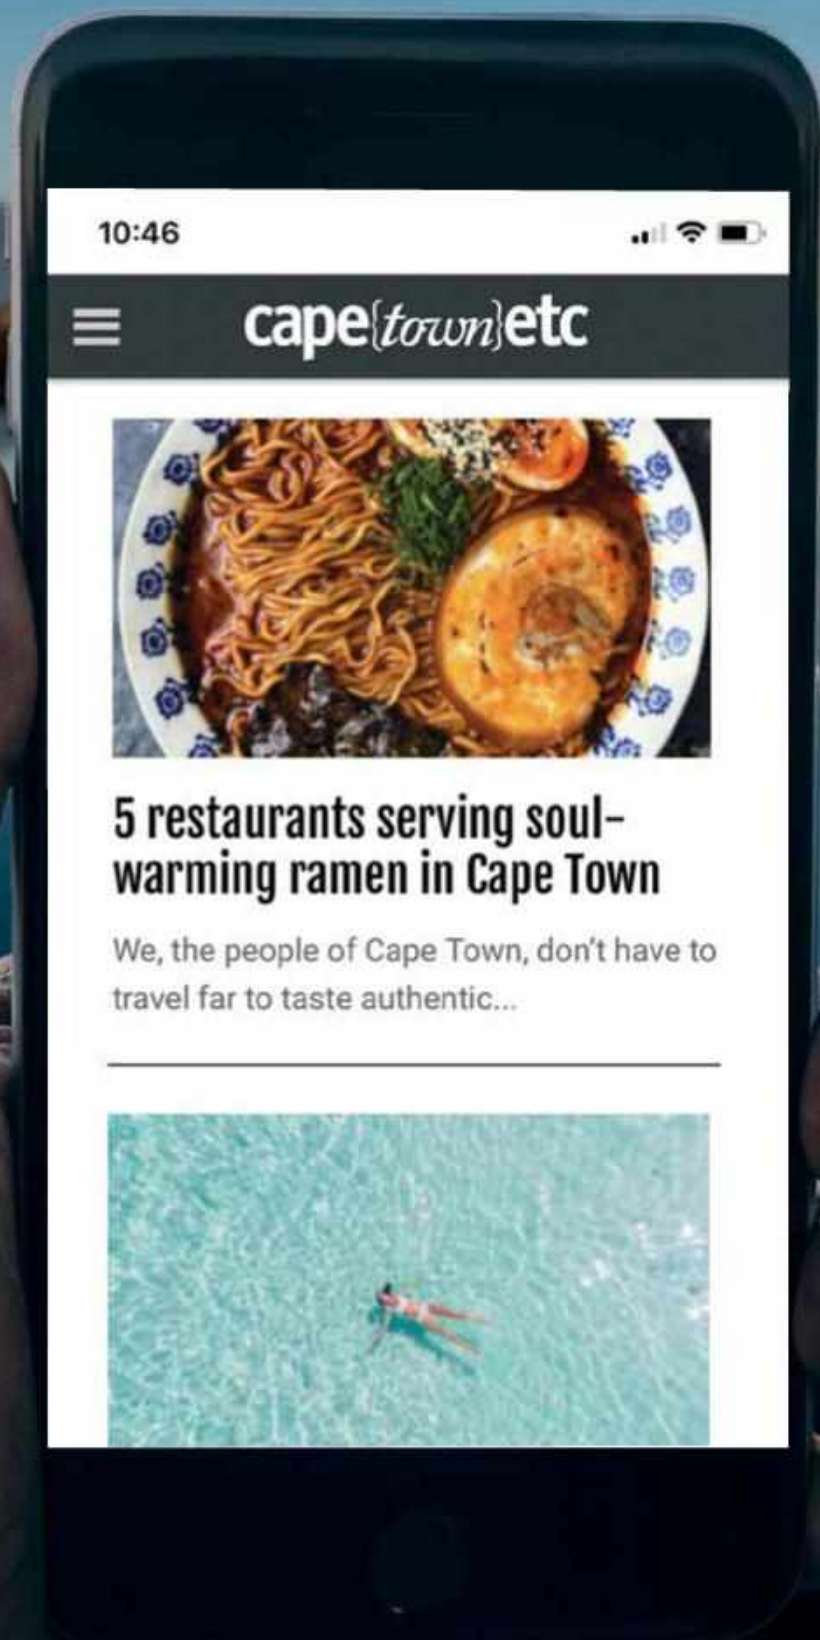 10:46
cape{town}etc
5 restaurants serving soul-
warming ramen in Cape Town
We, the people of Cape Town, don't have to
travel far to taste authentic...